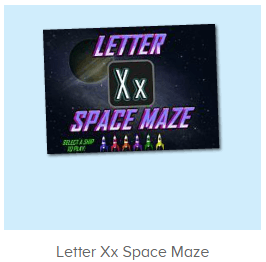 LETTER
Xx
SPACE MAZE
SELECT A SHIP
TO PLAY!
Letter Xx Space Maze